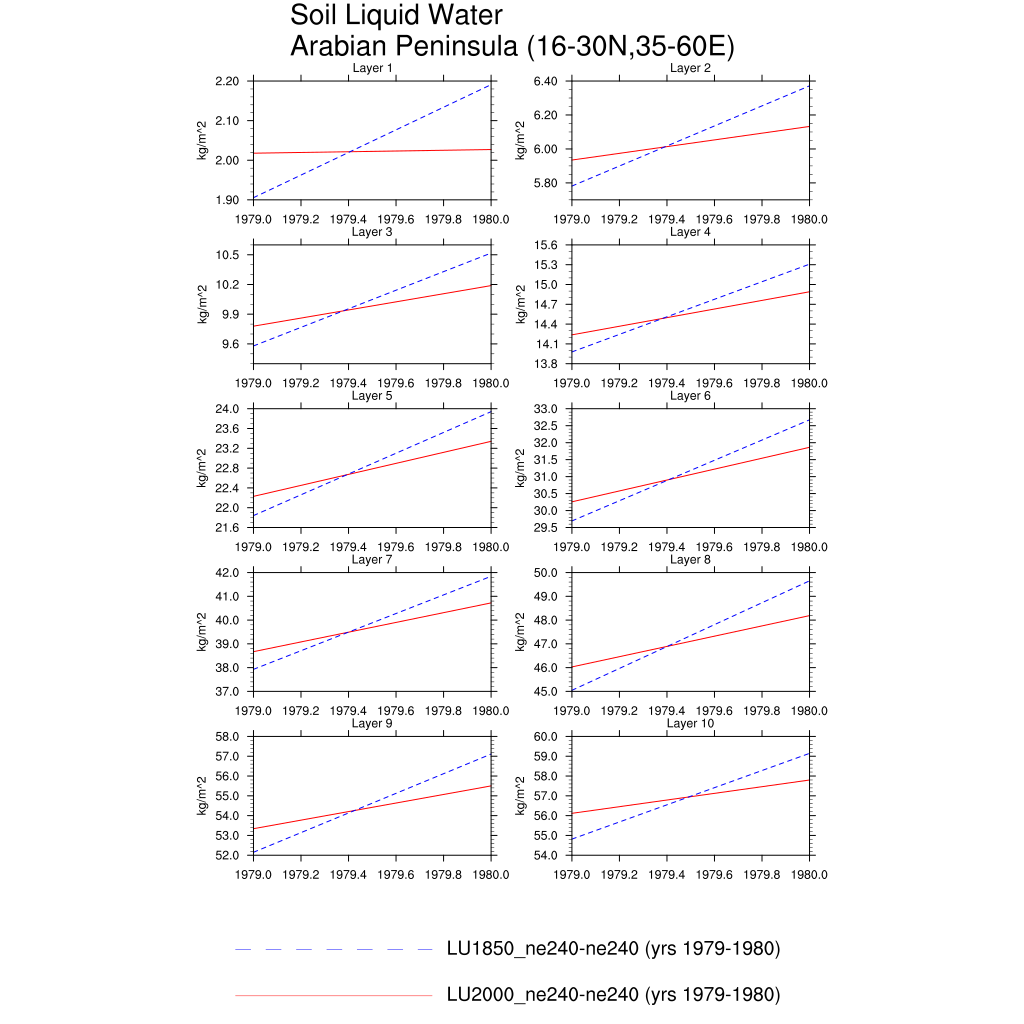 Soil Liquid Water
Arabian Peninsula (16-30N,35-60E)
Layer 1
2.20
2.10
2.00
1.90
kg/m^2
1979.0 1979.2 1979.4 1979.6 1979.8 1980.0
Layer 2
6.40
6.20
6.00
5.80
kg/m^2
1979.0 1979.2 1979.4 1979.6 1979.8 1980.0
Layer 3
10.5
10.2
9.9
9.6
kg/m^2
1979.0 1979.2 1979.4 1979.6 1979.8 1980.0
Layer 4
15.6
15.3
15.0
14.7
14.4
14.1
13.8
kg/m^2
1979.0 1979.2 1979.4 1979.6 1979.8 1980.0
Layer 5
24.0
23.6
23.2
22.8
22.4
22.0
21.6
kg/m^2
1979.0 1979.2 1979.4 1979.6 1979.8 1980.0
Layer 6
33.0
32.5
32.0
31.5
31.0
30.5
30.0
29.5
kg/m^2
1979.0 1979.2 1979.4 1979.6 1979.8 1980.0
Layer 7
42.0
41.0
40.0
39.0
38.0
37.0
kg/m^2
1979.0 1979.2 1979.4 1979.6 1979.8 1980.0
Layer 8
50.0
49.0
48.0
47.0
46.0
45.0
kg/m^2
1979.0 1979.2 1979.4 1979.6 1979.8 1980.0
Layer 9
58.0
57.0
56.0
55.0
54.0
53.0
52.0
kg/m^2
1979.0 1979.2 1979.4 1979.6 1979.8 1980.0
Layer 10
60.0
59.0
58.0
57.0
56.0
55.0
54.0
kg/m^2
1979.0 1979.2 1979.4 1979.6 1979.8 1980.0
LU1850_ne240-ne240 (yrs 1979-1980)
LU2000_ne240-ne240 (yrs 1979-1980)